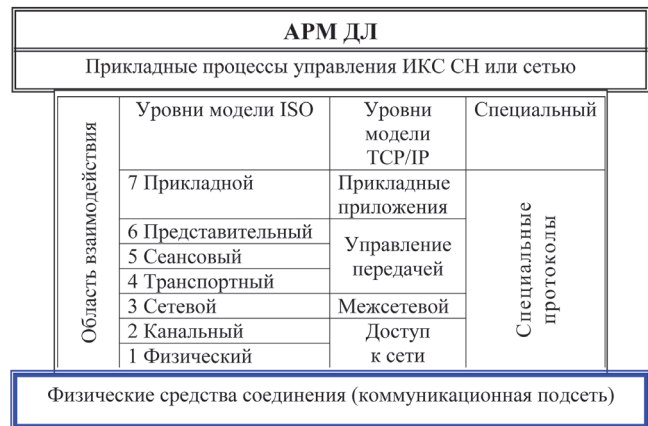 АРМ ДЛ
Прикладные процессы управления ИКС СН или сетью
Область взаимодействия
Уровни модели ISO
Уровни
модели
TCP/IP
Специальный
7 Прикладной
Прикладные
приложения
6 Представительный
5 Сеансовый
4 Транспортный
Управление
передачей
3 Сетевой
Межсетевой
2 Канальный
1 Физический
Доступ
к сети
Специальные
протоколы
Физические средства соединения (коммуникационная подсеть)